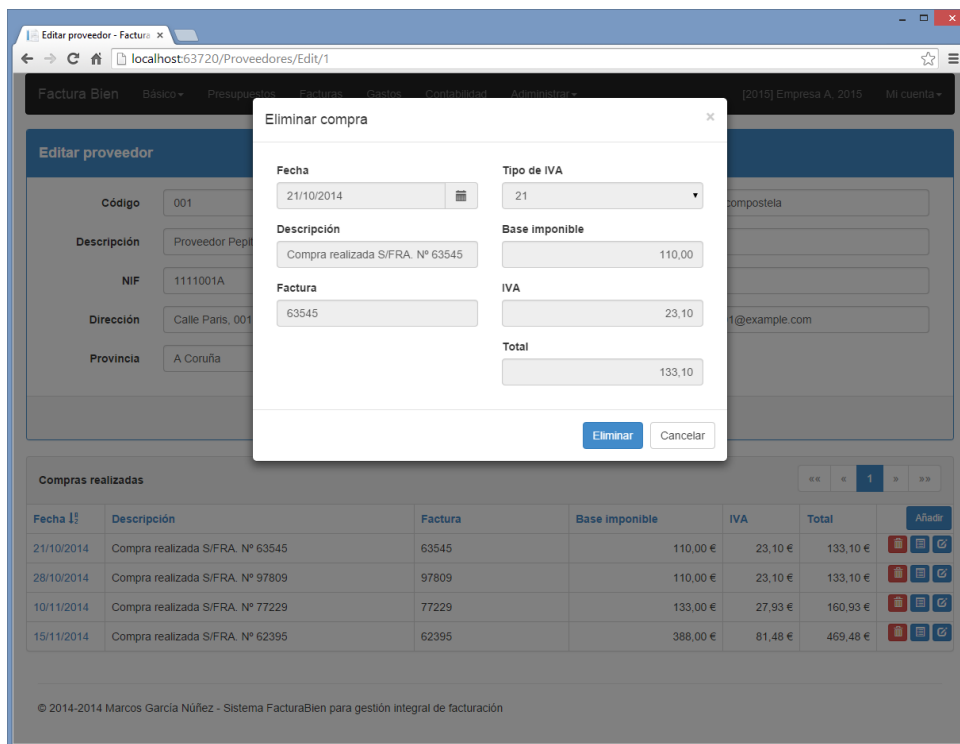 Editar proveedor - Factura
localhost:63720/Proveedores/Edit/1
Factura Bien Básico Presupuestos Facturas Gastos Contabilidad Administrar [2015] Empresa A, 2015 Mi cuenta
Eliminar compra ×
Editar proveedor
Fecha Tipo de IVA
21/10/2014 21
Código 001 compostela
Descripción Base imponible
Descripción Proveedor Pepit
Compra realizada S/FRA. Nº 63545 110,00
NIF 1111001A
Factura IVA
63545 23,10
Dirección Calle Paris, 001 1@example.com
Total
Provincia A Coruña
133,10
Eliminar Cancelar
Compras realizadas «« « 1 » »»
Fecha Descripción Factura Base imponible IVA Total Añadir
21/10/2014 Compra realizada S/FRA. Nº 63545 63545 110,00 € 23,10 € 133,10 €
28/10/2014 Compra realizada S/FRA. Nº 97809 97809 110,00 € 23,10 € 133,10 €
10/11/2014 Compra realizada S/FRA. Nº 77229 77229 133,00 € 27,93 € 160,93 €
15/11/2014 Compra realizada S/FRA. Nº 62395 62395 388,00 € 81,48 € 469,48 €
© 2014-2014 Marcos García Núñez - Sistema FacturaBien para gestión integral de facturación